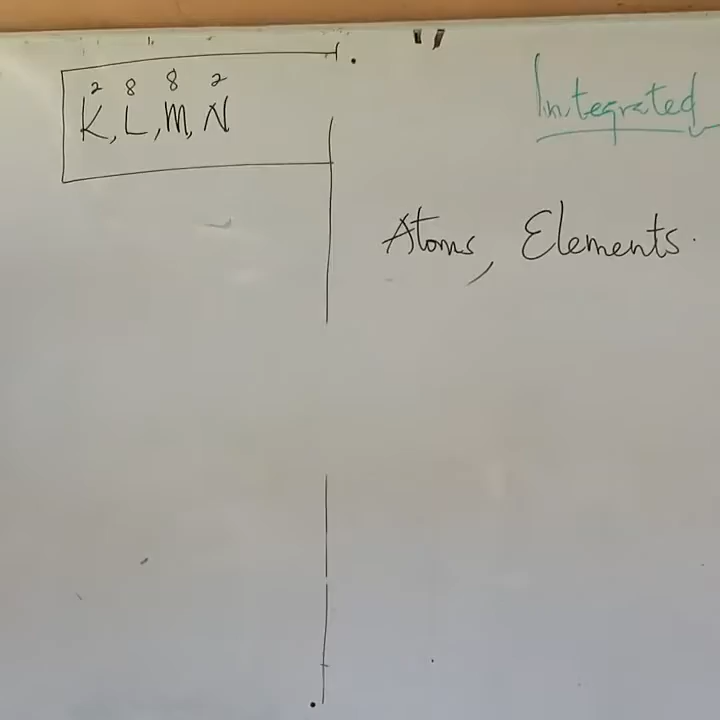 2 8 8 2
K, L, M, N
Integrated
Atoms, Elements.